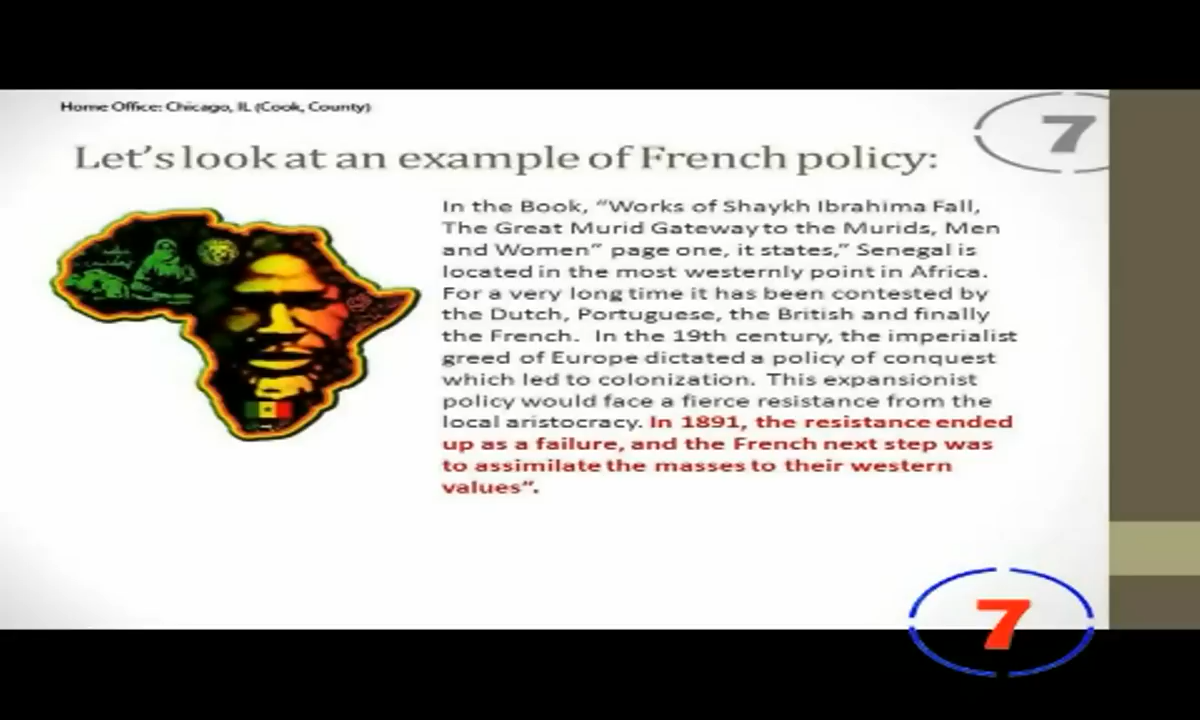 Home Office: Chicago, IL (Cook, County)
7
Let's look at an example of French policy:
In the Book, “Works of Shaykh Ibrahima Fall,
The Great Murid Gateway to the Murids, Men
and Women“ page one, it states,” Senegal is
located in the most westernly point in Africa.
For a very long time it has been contested by
the Dutch, Portuguese, the British and finally
the French. In the 19th century, the imperialist
greed of Europe dictated a policy of conquest
which led to colonization. This expansionist
policy would face a fierce resistance from the
local aristocracy. In 1891, the resistance ended
up as a failure, and the French next step was
to assimilate the masses to their western
values”.
7